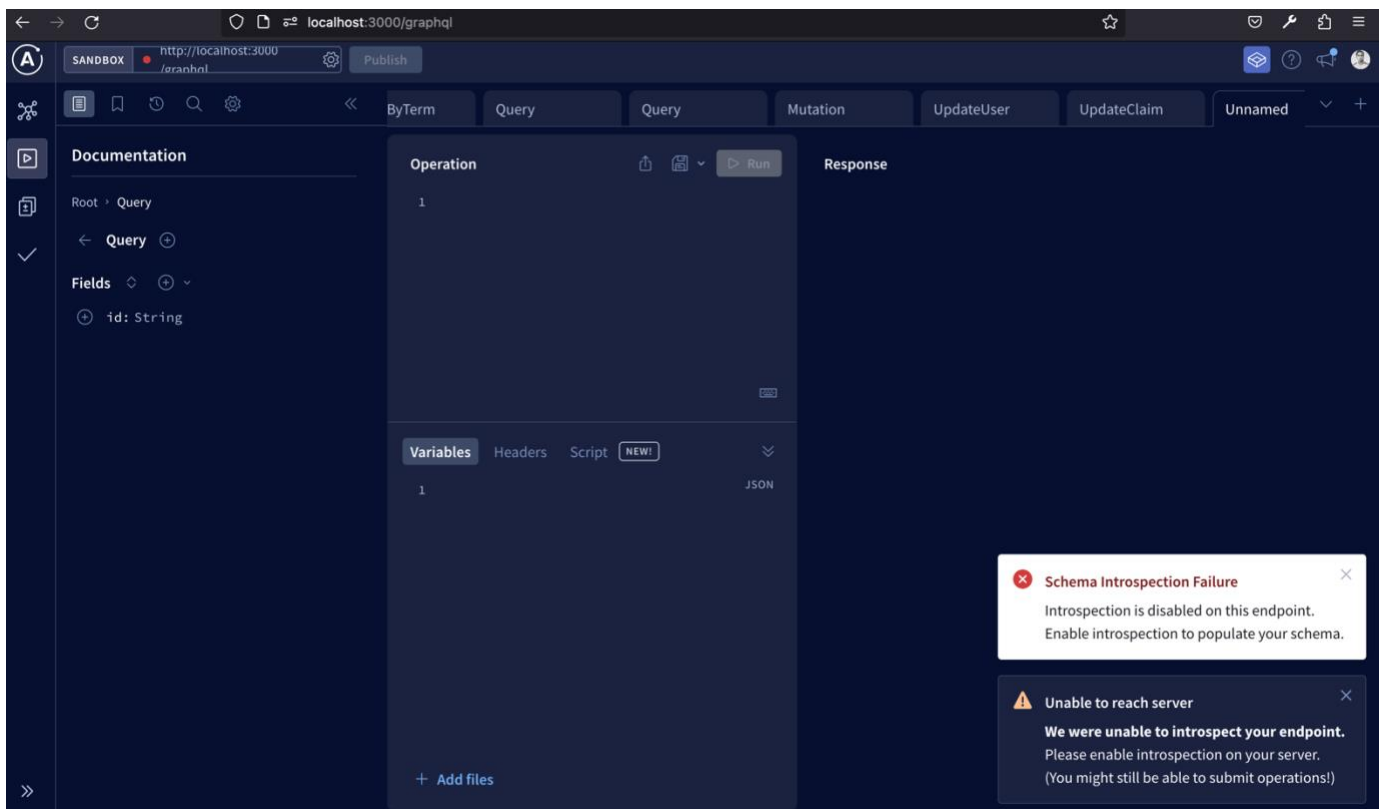 localhost:3000/graphql
A
SANDBOX
http://localhost:3000
/graphql
Publish
ByTerm
Query
Query
Mutation
UpdateUser
UpdateClaim
Unnamed
Documentation
Root › Query
Query
Fields
id: String
Operation
Run
1
Response
Variables
Headers
Script
NEW!
1
JSON
Add files
Schema Introspection Failure
Introspection is disabled on this endpoint.
Enable introspection to populate your schema.
Unable to reach server
We were unable to introspect your endpoint.
Please enable introspection on your server.
(You might still be able to submit operations!)